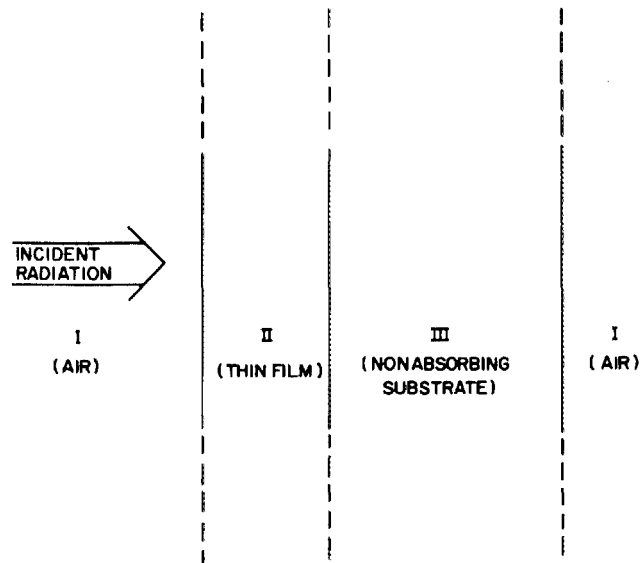 INCIDENT
RADIATION
I
(AIR)
II
(THIN FILM)
III
(NONABSORBING
SUBSTRATE)
I
(AIR)